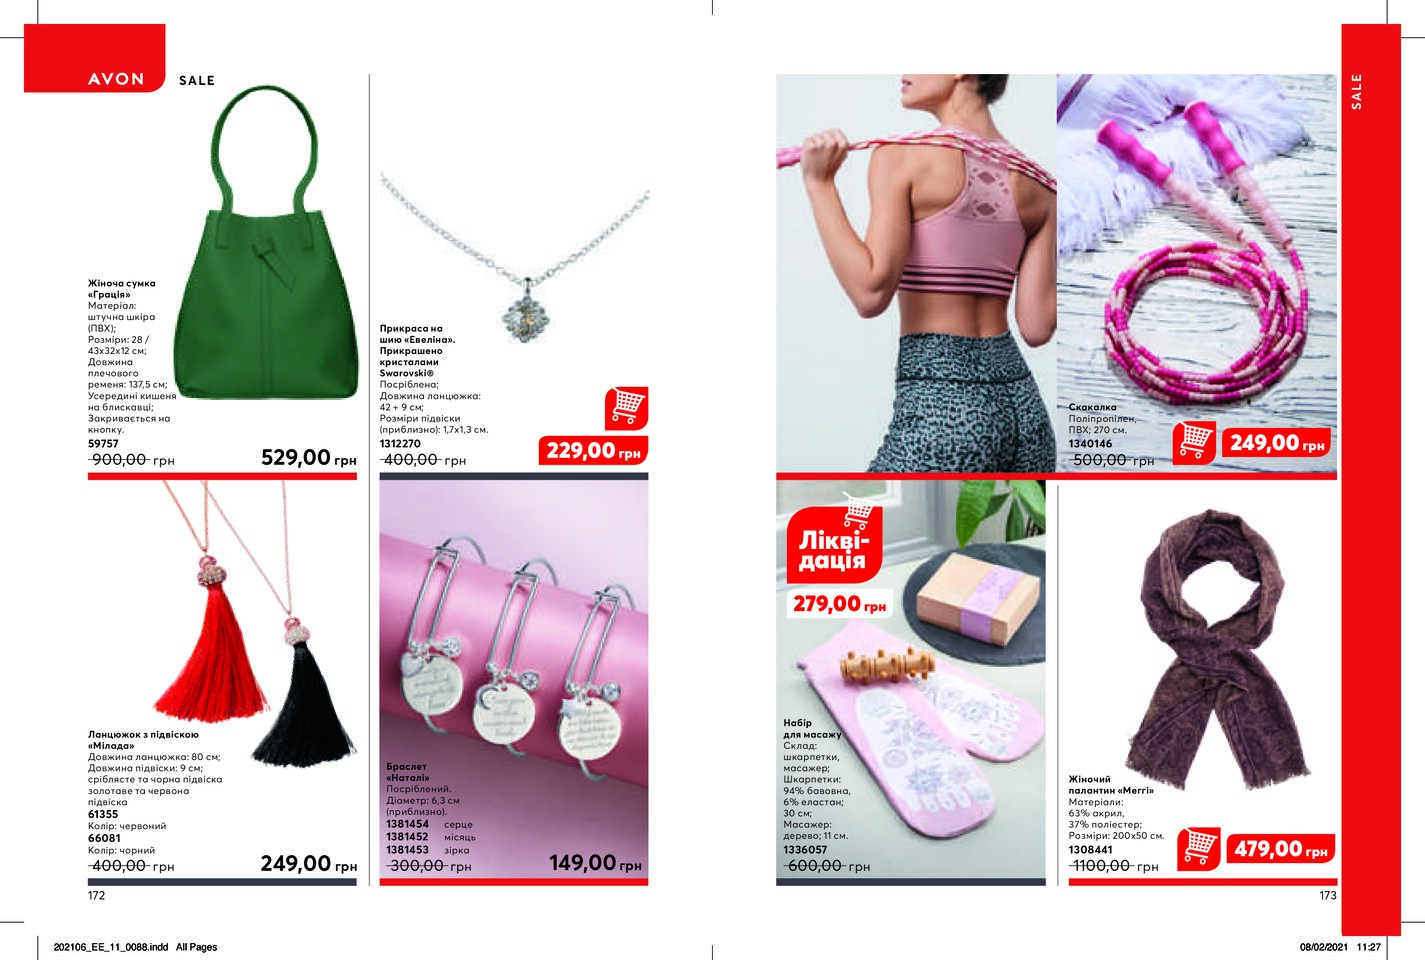 AVON
SALE
Жіноча сумка
«Грація»
Матеріал:
штучна шкіра
(ПВХ);
Розміри: 28 /
43х32х12 см;
Довжина
плечового
ременя: 137,5 см;
Усередині кишеня
на блискавці;
Закривається на
кнопку.
59757
900,00 грн
529,00 грн
Прикраса на
шию «Евеліна».
Прикрашено
кристалами
Swarovski®
Посріблена;
Довжина ланцюжка:
42 + 9 см;
Розміри підвіски
(приблизно): 1,7х1,3 см.
1312270
400,00 грн
229,00 грн
Ланцюжок з підвіскою
«Мілада»
Довжина ланцюжка: 80 см;
Довжина підвіски: 9 см;
сріблясте та чорна підвіска
золотаве та червона
підвіска
61355
Колір: червоний
66081
Колір: чорний
400,00 грн
249,00 грн
Браслет
«Наталі»
Посріблений.
Діаметр: 6,3 см
(приблизно).
1381454 серце
1381452 місяць
1381453 зірка
300,00 грн
149,00 грн
172
SALE
Скакалка
Поліпропілен,
ПВХ; 270 см.
1340146
500,00 грн
249,00 грн
Лікві-
дація
279,00 грн
Набір
для масажу
Склад:
шкарпетки,
масажер;
Шкарпетки:
94% бавовна,
6% еластан;
30 см;
Масажер:
дерево; 11 см.
1336057
600,00 грн
Жіночий
палантин «Меггі»
Матеріали:
63% акрил,
37% поліестер;
Розміри: 200х50 см.
1308441
1100,00 грн
479,00 грн
173
202106_EE_11_0088.indd All Pages
08/02/2021 11:27